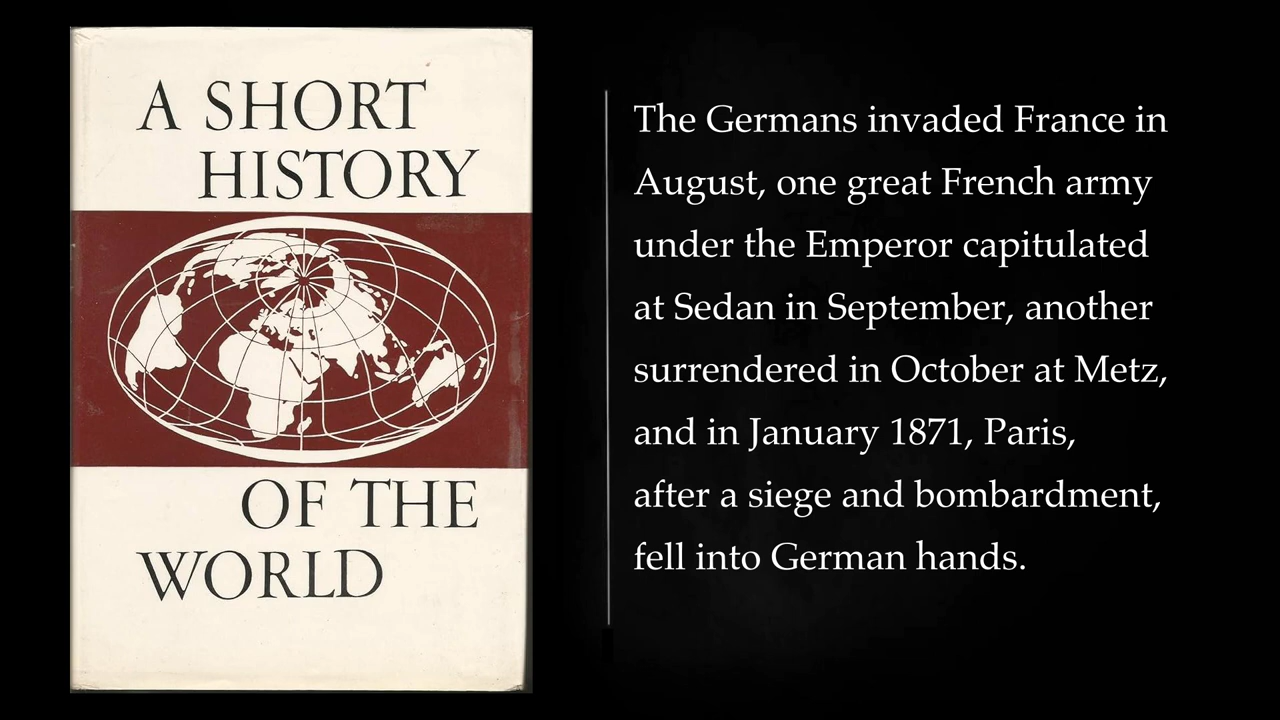 A SHORT
HISTORY
OF THE
WORLD
The Germans invaded France in
August, one great French army
under the Emperor capitulated
at Sedan in September, another
surrendered in October at Metz,
and in January 1871, Paris,
after a siege and bombardment,
fell into German hands.